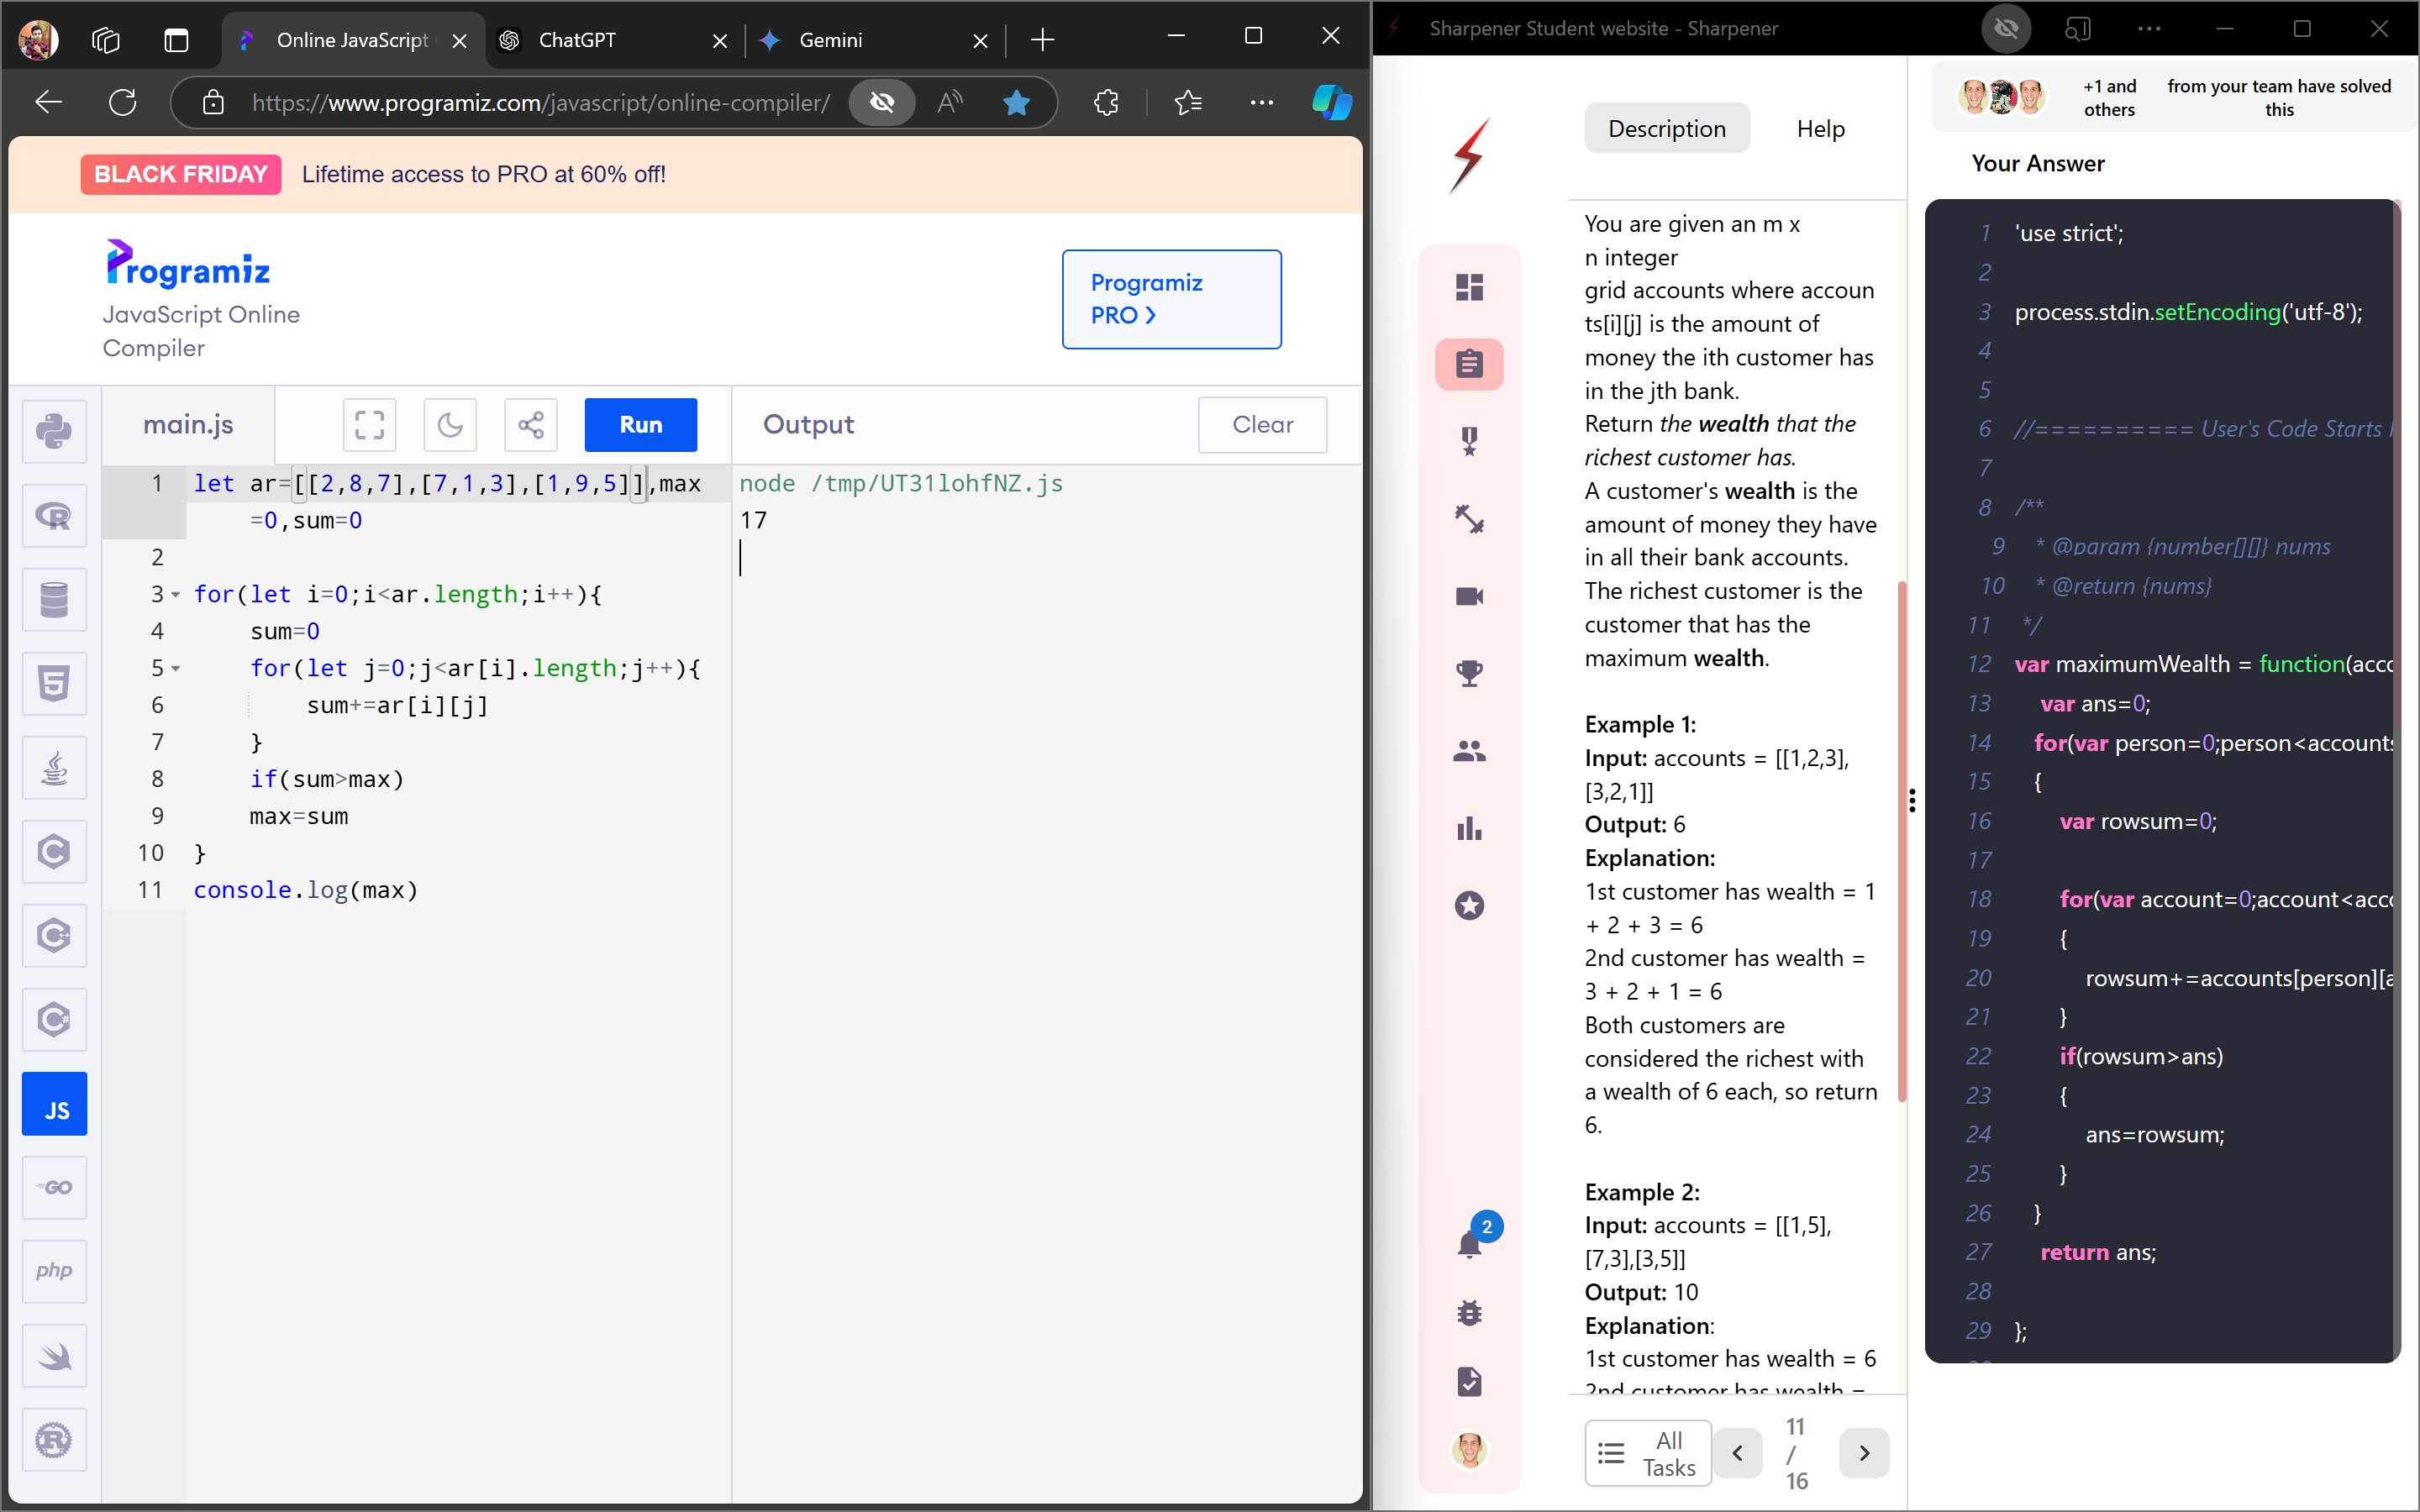 Online JavaScript
ChatGPT
Gemini
https://www.programiz.com/javascript/online-compiler/
BLACK FRIDAY Lifetime access to PRO at 60% off!
Programiz
JavaScript Online
Compiler
Programiz
PRO ❯
main.js
Run
Output
Clear
1 let ar=[[2,8,7],[7,1,3],[1,9,5]],max
=0,sum=0
2
3 for(let i=0;i<ar.length;i++){
4 sum=0
5 for(let j=0;j<ar[i].length;j++){
6 sum+=ar[i][j]
7 }
8 if(sum>max)
9 max=sum
10 }
11 console.log(max)
node /tmp/UT31lohfNZ.js
17
R
5
C
C+
C#
JS
GO
php
R
Sharpener Student website - Sharpener
Description
Help
You are given an m x
n integer
grid accounts where accoun
ts[i][j] is the amount of
money the ith customer has
in the jth bank.
Return the wealth that the
richest customer has.
A customer's wealth is the
amount of money they have
in all their bank accounts.
The richest customer is the
customer that has the
maximum wealth.
Example 1:
Input: accounts = [[1,2,3],
[3,2,1]]
Output: 6
Explanation:
1st customer has wealth = 1
+ 2 + 3 = 6
2nd customer has wealth =
3 + 2 + 1 = 6
Both customers are
considered the richest with
a wealth of 6 each, so return
6.
Example 2:
Input: accounts = [[1,5],
[7,3],[3,5]]
Output: 10
Explanation:
1st customer has wealth = 6
2nd customer has wealth =
2
All
Tasks
11
/
16
+1 and
others
from your team have solved
this
Your Answer
1 'use strict';
2
3 process.stdin.setEncoding('utf-8');
4
5
6 //========== User's Code Starts
7
8 /**
9 * @param {number[][]} nums
10 * @return {nums}
11 */
12 var maximumWealth = function(acco
13 var ans=0;
14 for(var person=0;person<accounts
15 {
16 var rowsum=0;
17
18 for(var account=0;account<acco
19 {
20 rowsum+=accounts[person][a
21 }
22 if(rowsum>ans)
23 {
24 ans=rowsum;
25 }
26 }
27 return ans;
28
29 };